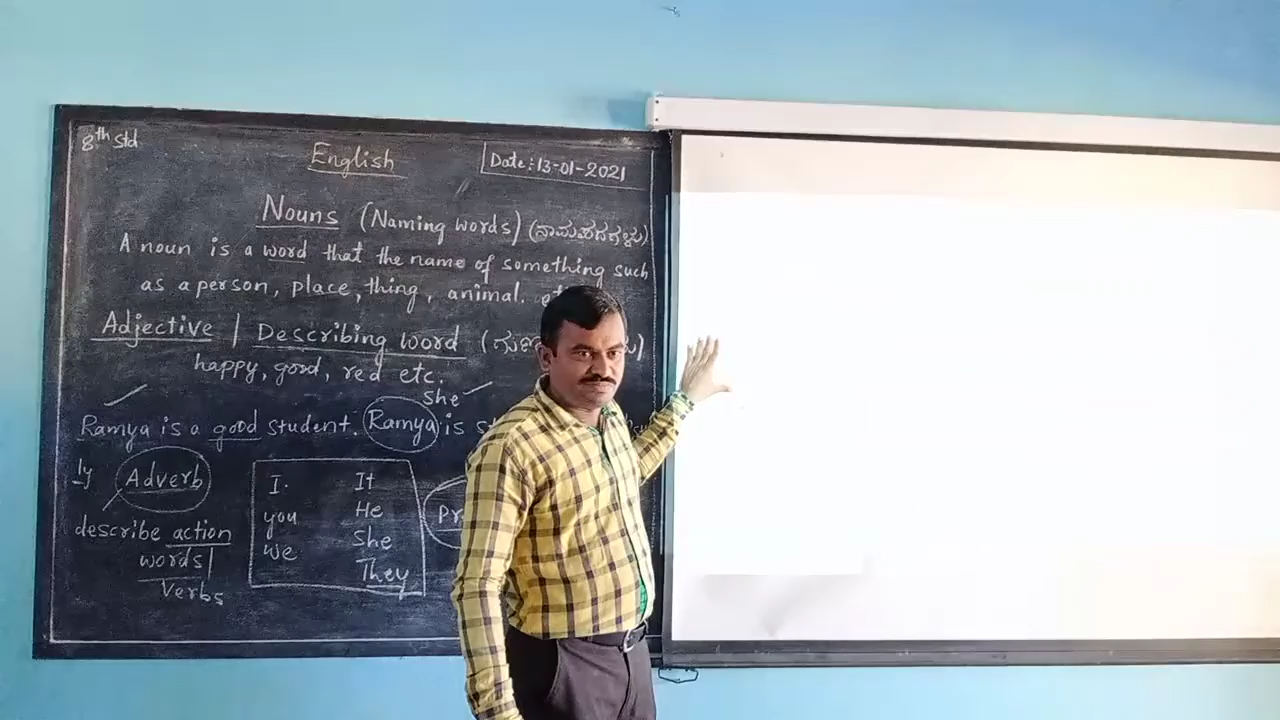 8th Std
English
Date: 13-01-2021
Nouns (Naming words) (ನಾಮಪದಗಳು)
A noun is a word that the name of something such
as a person, place, thing, animal.
Adjective | Describing word
happy, good, red etc.
She
Ramya is a good student. Ramya is
ly Adverb
describe action
words|
Verbs
I. It
you He
we She
They